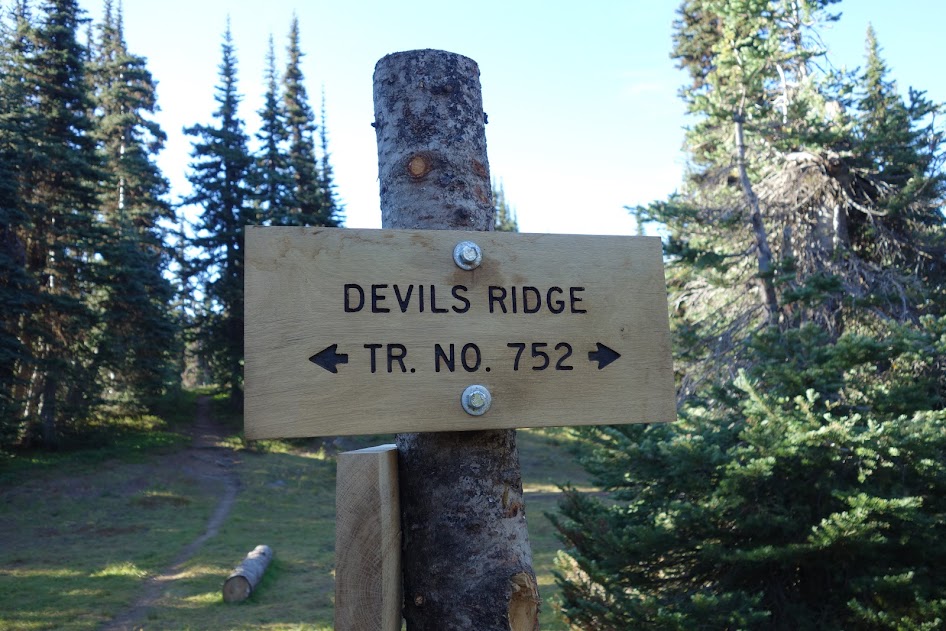 DEVILS RIDGE
TR. NO. 752